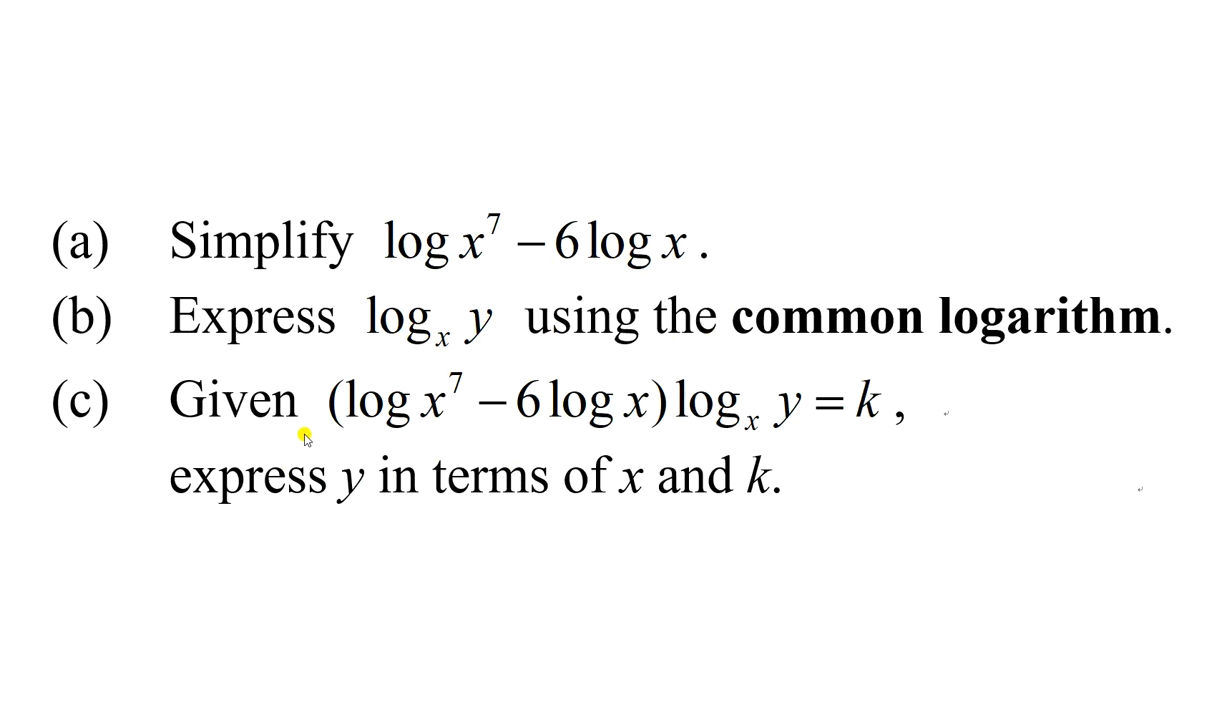 (a) Simplify log x⁷ − 6 log x .
(b) Express logₓ y using the common logarithm.
(c) Given (log x⁷ − 6 log x) logₓ y = k ,
express y in terms of x and k.